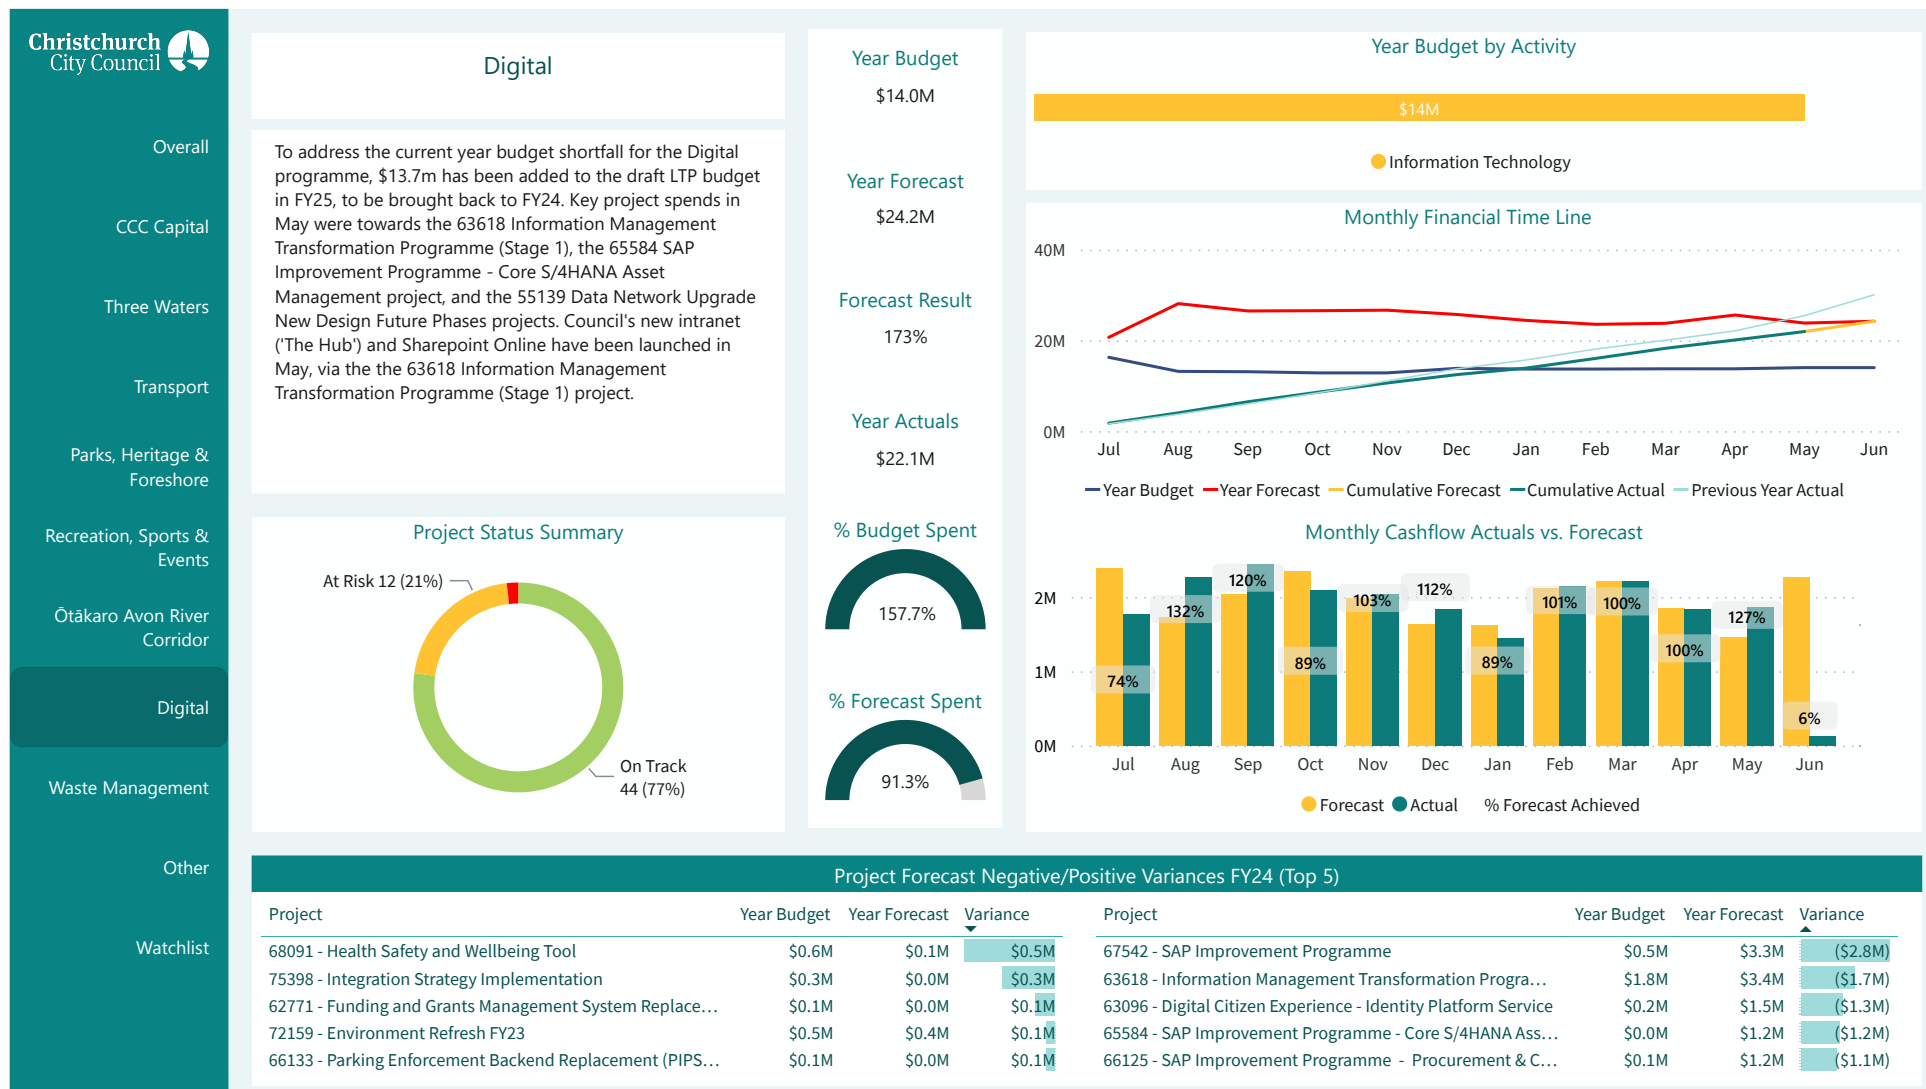 Christchurch
City Council
Overall
CCC Capital
Three Waters
Transport
Parks, Heritage &
Foreshore
Recreation, Sports &
Events
Ōtākaro Avon River
Corridor
Digital
Waste Management
Other
Watchlist
Digital
To address the current year budget shortfall for the Digital
programme, $13.7m has been added to the draft LTP budget
in FY25, to be brought back to FY24. Key project spends in
May were towards the 63618 Information Management
Transformation Programme (Stage 1), the 65584 SAP
Improvement Programme - Core S/4HANA Asset
Management project, and the 55139 Data Network Upgrade
New Design Future Phases projects. Council's new intranet
('The Hub') and Sharepoint Online have been launched in
May, via the the 63618 Information Management
Transformation Programme (Stage 1) project.
Project Status Summary
At Risk 12 (21%)
On Track
44 (77%)
Year Budget
$14.0M
Year Forecast
$24.2M
Forecast Result
173%
Year Actuals
$22.1M
% Budget Spent
157.7%
% Forecast Spent
91.3%
Year Budget by Activity
$14M
Information Technology
Monthly Financial Time Line
40M
20M
0M
Jul Aug Sep Oct Nov Dec Jan Feb Mar Apr May Jun
Year Budget Year Forecast Cumulative Forecast Cumulative Actual Previous Year Actual
Monthly Cashflow Actuals vs. Forecast
2M
1M
0M
74% 132% 120% 89% 103% 112% 89% 101% 100% 100% 127% 6%
Jul Aug Sep Oct Nov Dec Jan Feb Mar Apr May Jun
Forecast Actual % Forecast Achieved
Project Forecast Negative/Positive Variances FY24 (Top 5)
Project Year Budget Year Forecast Variance
68091 - Health Safety and Wellbeing Tool $0.6M $0.1M $0.5M
75398 - Integration Strategy Implementation $0.3M $0.0M $0.3M
62771 - Funding and Grants Management System Replace... $0.1M $0.0M $0.1M
72159 - Environment Refresh FY23 $0.5M $0.4M $0.1M
66133 - Parking Enforcement Backend Replacement (PIPS... $0.1M $0.0M $0.1M
Project Year Budget Year Forecast Variance
67542 - SAP Improvement Programme $0.5M $3.3M ($2.8M)
63618 - Information Management Transformation Progra... $1.8M $3.4M ($1.7M)
63096 - Digital Citizen Experience - Identity Platform Service $0.2M $1.5M ($1.3M)
65584 - SAP Improvement Programme - Core S/4HANA Ass... $0.0M $1.2M ($1.2M)
66125 - SAP Improvement Programme - Procurement & C... $0.1M $1.2M ($1.1M)